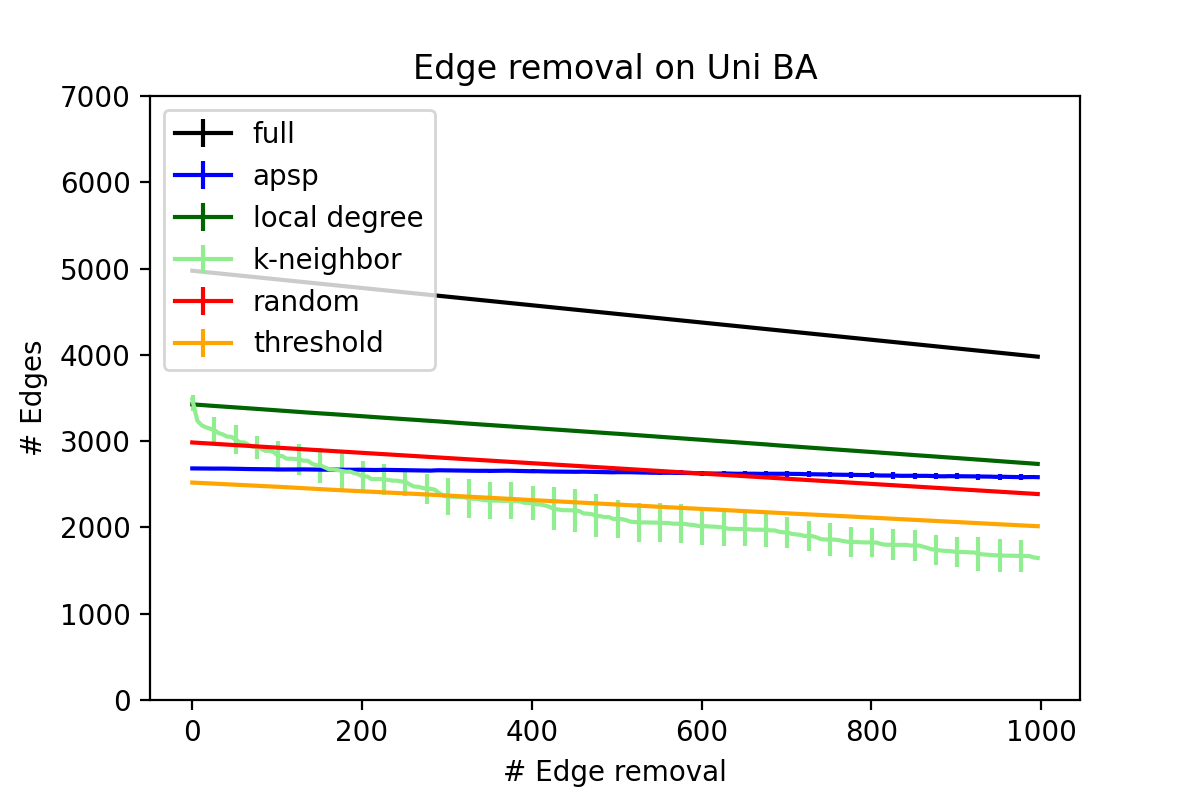 Edge removal on Uni BA
7000
6000
5000
4000
3000
2000
1000
0
# Edges
full
apsp
local degree
k-neighbor
random
threshold
0 200 400 600 800 1000
# Edge removal